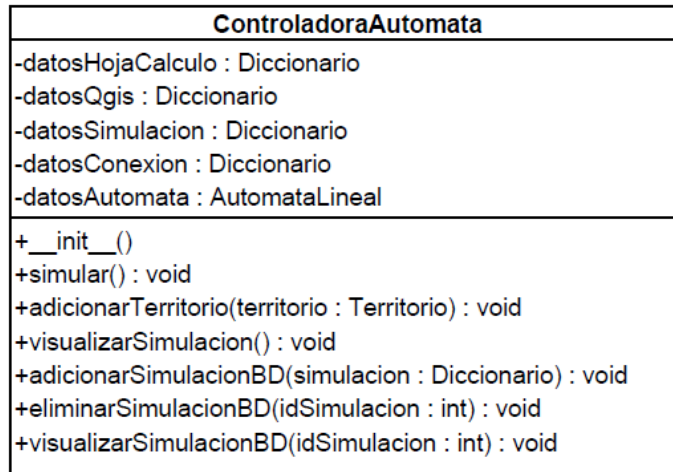 ControladoraAutomata
-datosHojaCalculo : Diccionario
-datosQgis : Diccionario
-datosSimulacion : Diccionario
-datosConexion : Diccionario
-datosAutomata : AutomataLineal
+__init__()
+simular() : void
+adicionarTerritorio(territorio : Territorio) : void
+visualizarSimulacion() : void
+adicionarSimulacionBD(simulacion : Diccionario) : void
+eliminarSimulacionBD(idSimulacion : int) : void
+visualizarSimulacionBD(idSimulacion : int) : void